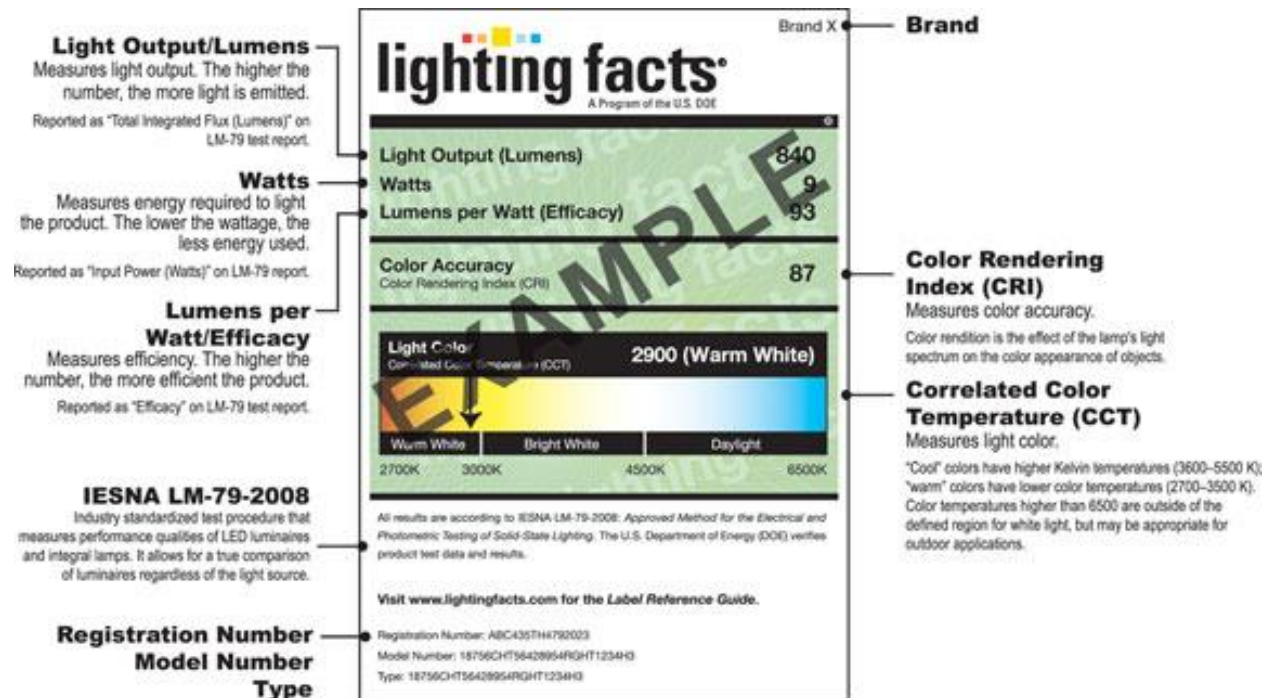 Light Output/Lumens
Measures light output. The higher the
number, the more light is emitted.
Reported as "Total Integrated Flux (Lumens)" on
LM-79 test report.
Watts
Measures energy required to light
the product. The lower the wattage, the
less energy used.
Reported as "Input Power (Watts)" on LM-79 report.
Lumens per
Watt/Efficacy
Measures efficiency. The higher the
number, the more efficient the product.
Reported as "Efficacy" on LM-79 test report.
IESNA LM-79-2008
Industry standardized test procedure that
measures performance qualities of LED luminaires
and integral lamps. It allows for a true comparison
of luminaires regardless of the light source.
Registration Number
Model Number
Type
Brand X
lighting facts
A Program of the U.S. DOE
Light Output (Lumens) 840
Watts 9
Lumens per Watt (Efficacy) 93
Color Accuracy 87
Color Rendering Index (CRI)
Light Color
Correlated Color Temperature (CCT)
2900 (Warm White)
Warm White Bright White Daylight
2700K 3000K 4500K 6500K
EXAMPLE
All results are according to IESNA LM-79-2008: Approved Method for the Electrical and
Photometric Testing of Solid-State Lighting. The U.S. Department of Energy (DOE) verifies
product test data and results.
Visit www.lightingfacts.com for the Label Reference Guide.
Registration Number: ABC435TH4792023
Model Number: 18756CHT56428954RGHT1234H3
Type: 18756CHT56428954RGHT1234H3
Brand
Color Rendering
Index (CRI)
Measures color accuracy.
Color rendition is the effect of the lamp's light
spectrum on the color appearance of objects.
Correlated Color
Temperature (CCT)
Measures light color.
"Cool" colors have higher Kelvin temperatures (3600–5500 K);
"warm" colors have lower color temperatures (2700–3500 K).
Color temperatures higher than 6500 are outside of the
defined region for white light, but may be appropriate for
outdoor applications.